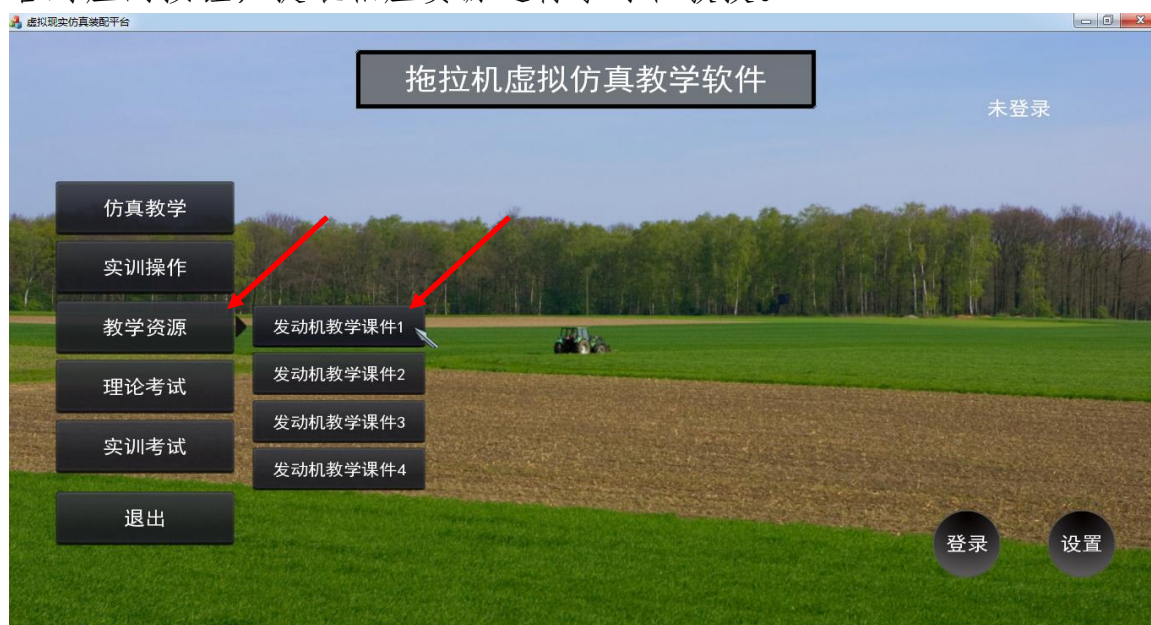 虚拟现实仿真装配平台
拖拉机虚拟仿真教学软件
未登录
仿真教学
实训操作
教学资源
发动机教学课件1
发动机教学课件2
理论考试
发动机教学课件3
实训考试
发动机教学课件4
退出
登录
设置